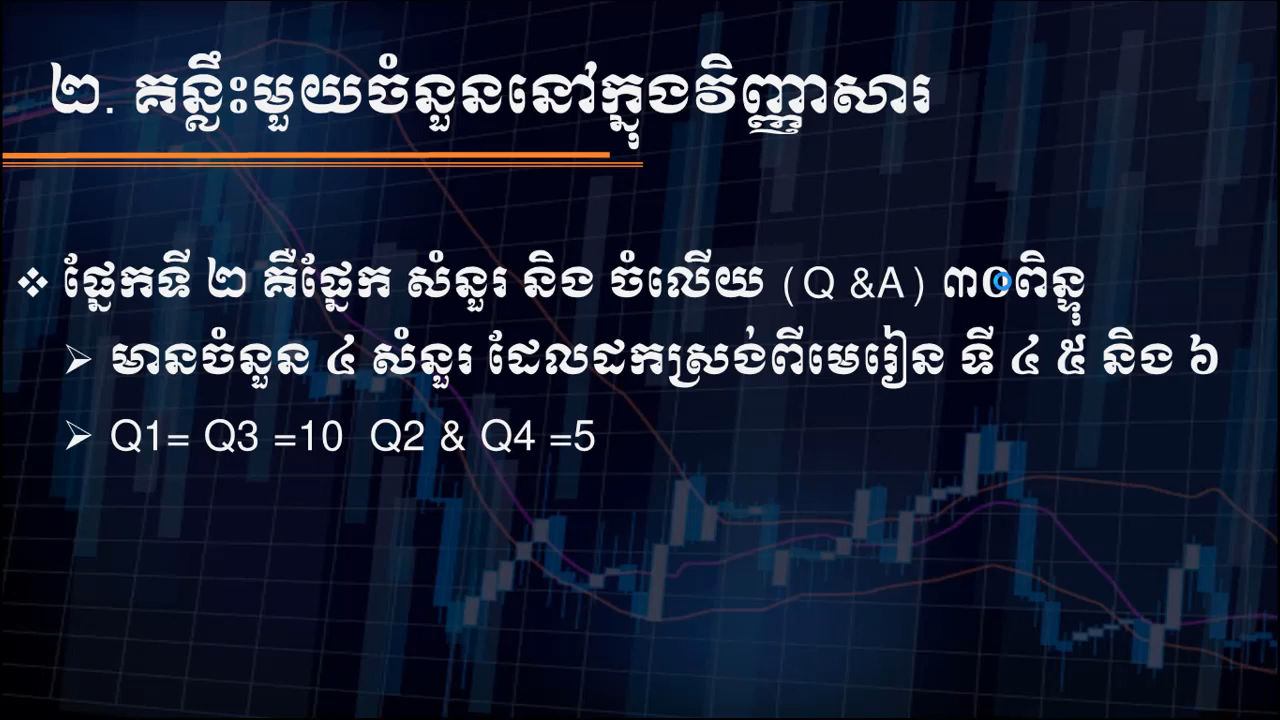 ២. គន្លឹះមួយចំនួននៅក្នុងវិញ្ញាសារ
ផ្នែកទី ២ គឺផ្នែក សំនួរ និង ចំលើយ (Q &A) ៣០ពិន្ទុ
មានចំនួន ៤ សំនួរ ដែលដកស្រង់ពីមេរៀន ទី ៤ ៥ និង ៦
Q1= Q3 =10 Q2 & Q4 =5